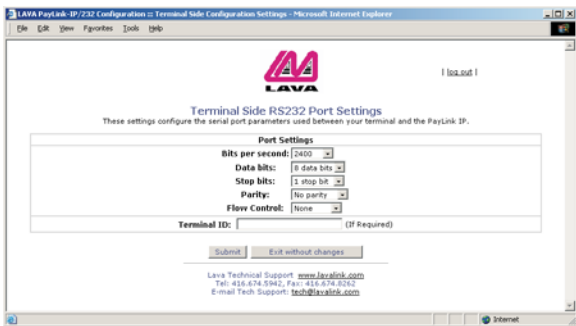 LAVA PayLink-IP/232 Configuration :: Terminal Side Configuration Settings - Microsoft Internet Explorer
File Edit View Favorites Tools Help
LAVA
| log out |
Terminal Side RS232 Port Settings
These settings configure the serial port parameters used between your terminal and the PayLink IP.
Port Settings
Bits per second: 2400
Data bits: 8 data bits
Stop bits: 1 stop bit
Parity: No parity
Flow Control: None
Terminal ID: (If Required)
Submit Exit without changes
Lava Technical Support www.lavalink.com
Tel: 416.674.5942, Fax: 416.674.8262
E-mail Tech Support: tech@lavalink.com
Internet